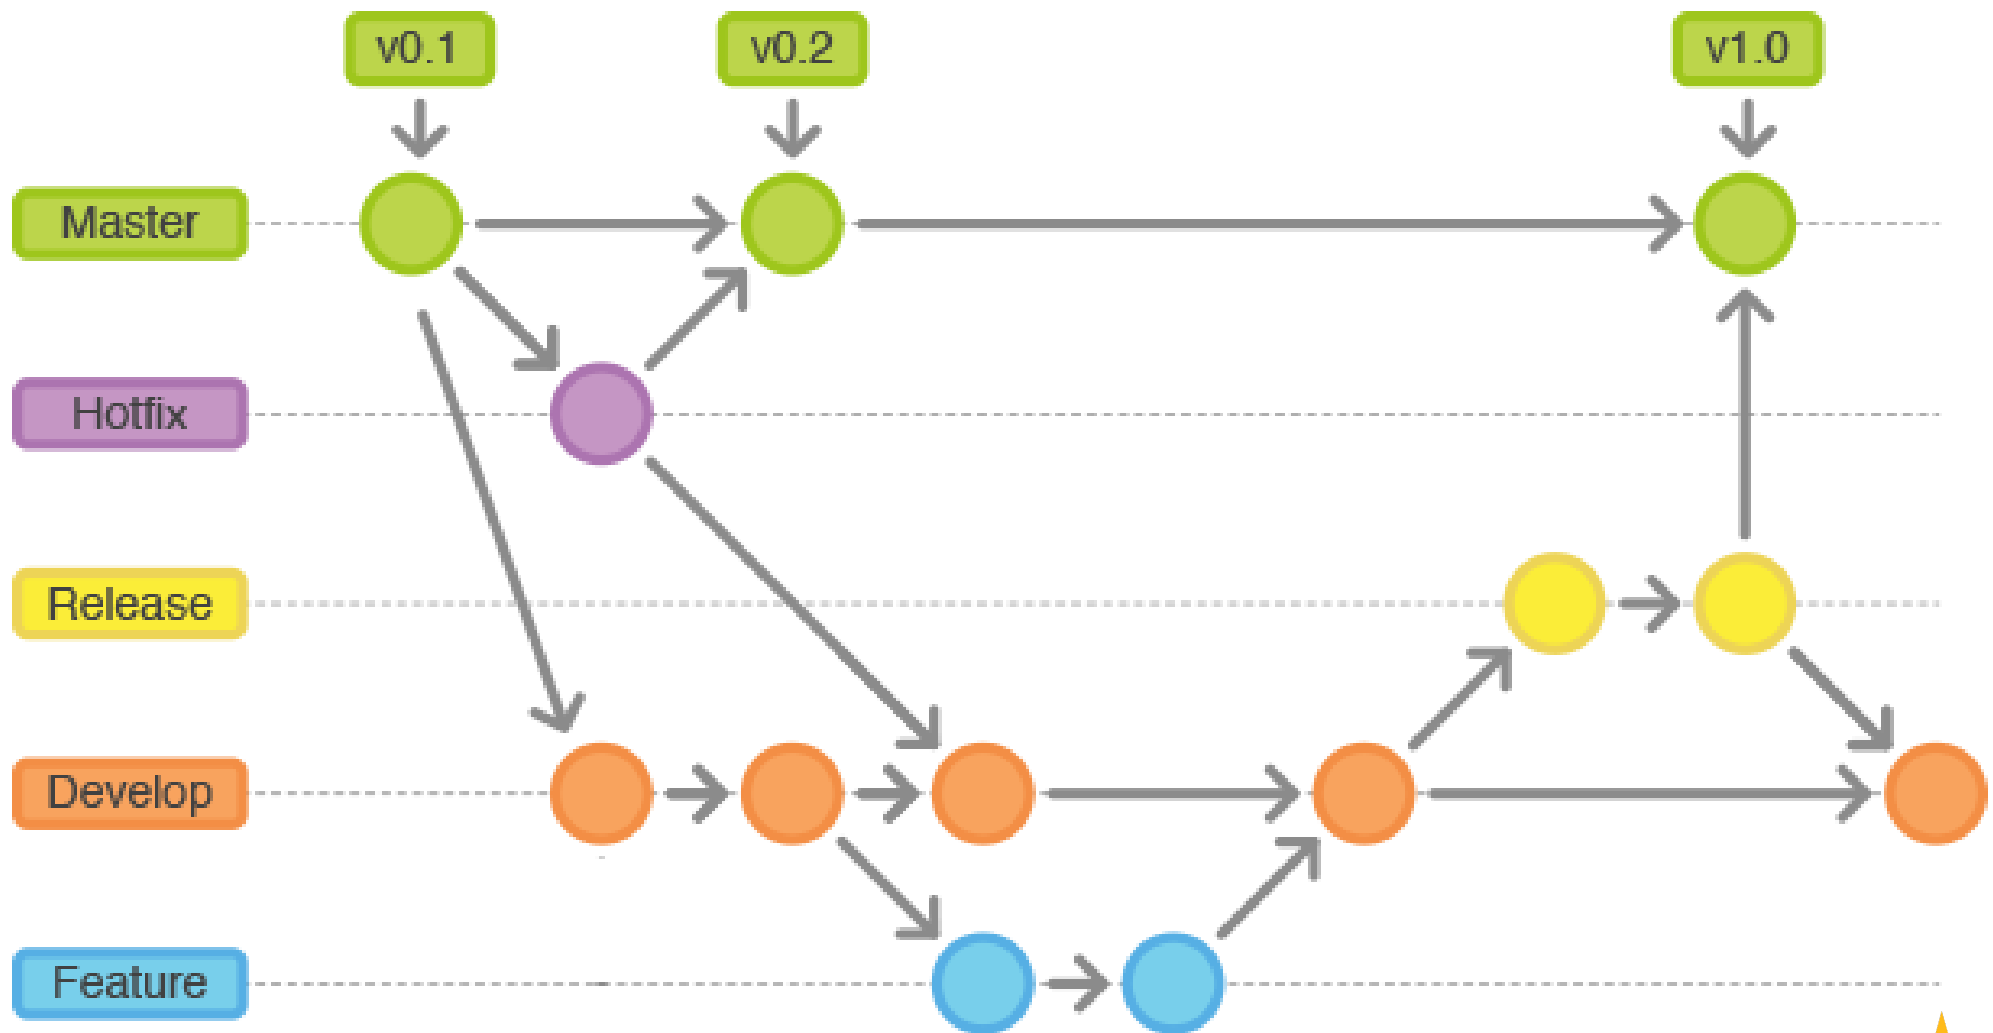 v0.1
v0.2
v1.0
Master
Hotfix
Release
Develop
Feature